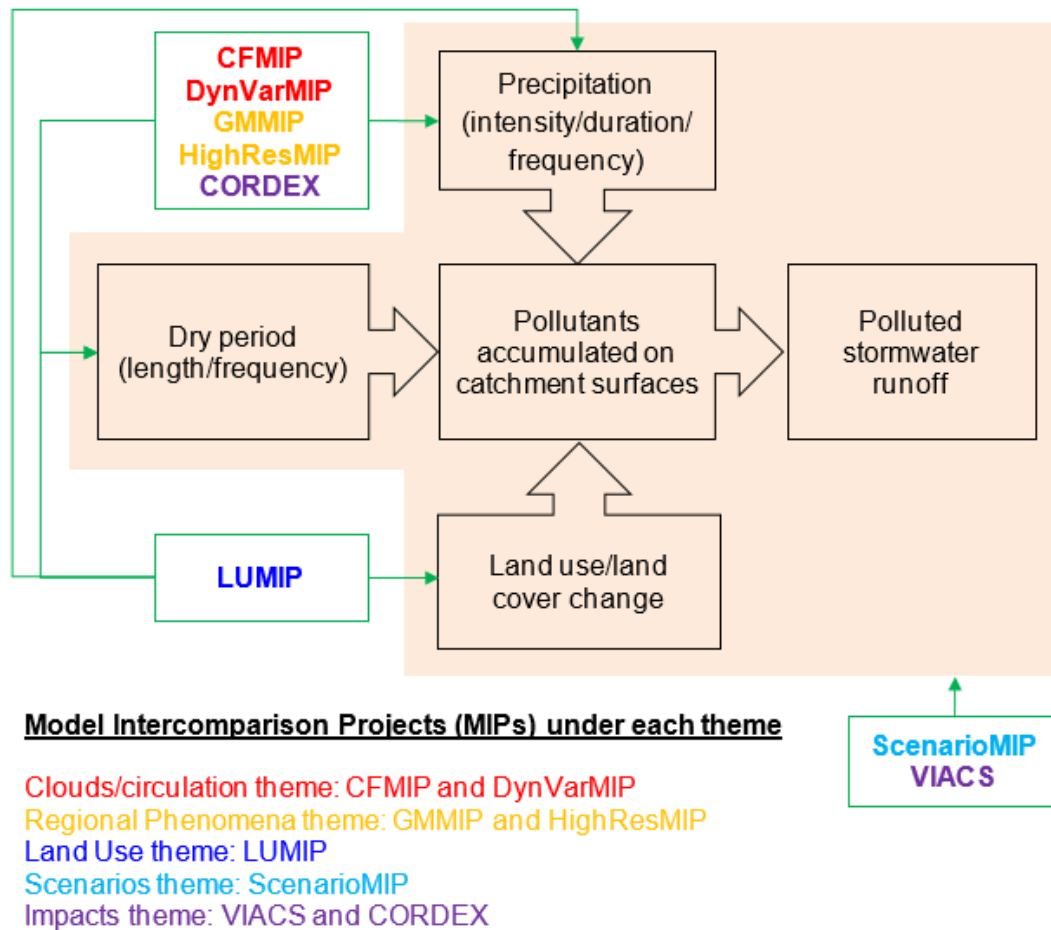 CFMIP
DynVarMIP
GMMIP
HighResMIP
CORDEX
Precipitation
(intensity/duration/
frequency)
Dry period
(length/frequency)
Pollutants
accumulated on
catchment surfaces
Polluted
stormwater
runoff
LUMIP
Land use/land
cover change
ScenarioMIP
VIACS
Model Intercomparison Projects (MIPs) under each theme
Clouds/circulation theme: CFMIP and DynVarMIP
Regional Phenomena theme: GMMIP and HighResMIP
Land Use theme: LUMIP
Scenarios theme: ScenarioMIP
Impacts theme: VIACS and CORDEX